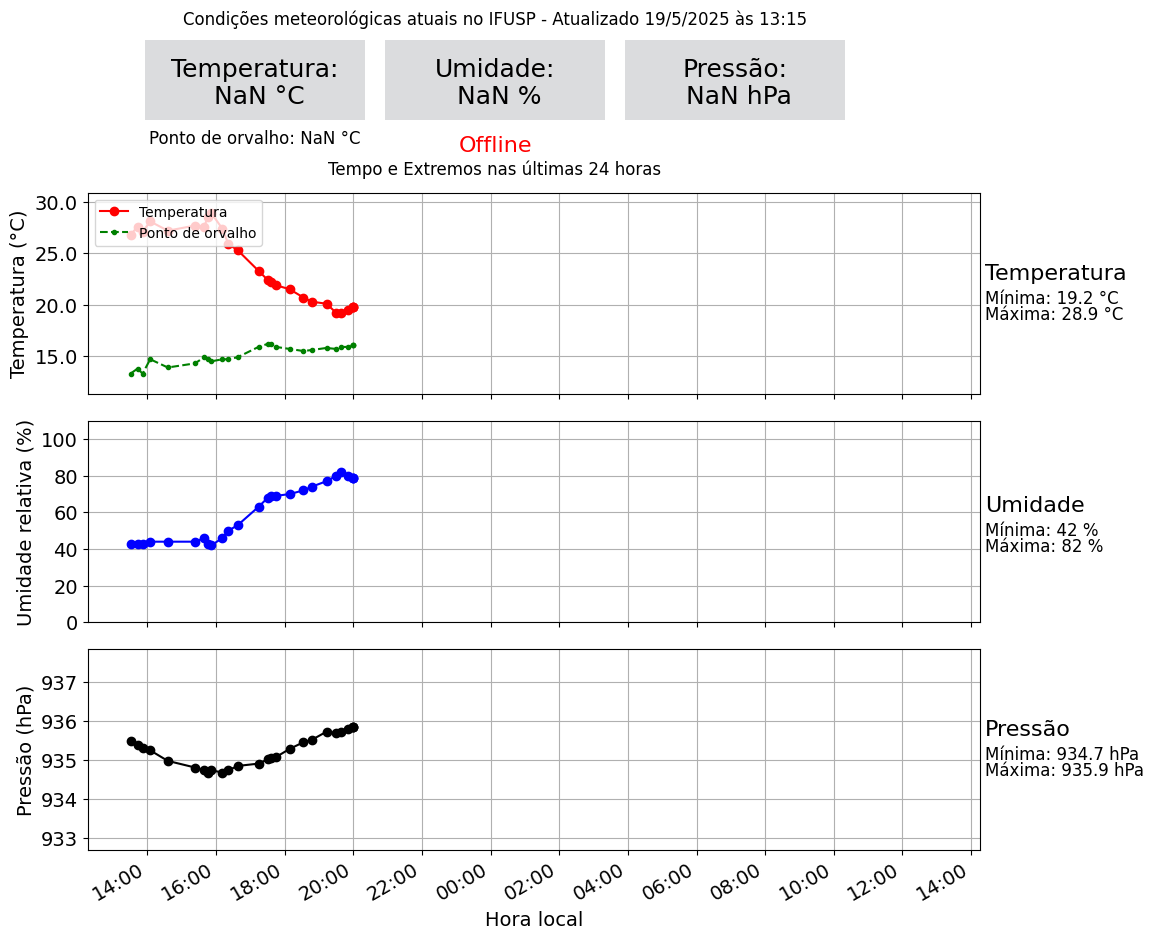 Condições meteorológicas atuais no IFUSP - Atualizado 19/5/2025 às 13:15
Temperatura:
NaN °C
Umidade:
NaN %
Pressão:
NaN hPa
Ponto de orvalho: NaN °C
Offline
Tempo e Extremos nas últimas 24 horas
Temperatura (°C)
30.0
25.0
20.0
15.0
Temperatura
Ponto de orvalho
Temperatura
Mínima: 19.2 °C
Máxima: 28.9 °C
Umidade relativa (%)
100
80
60
40
20
0
Umidade
Mínima: 42 %
Máxima: 82 %
Pressão (hPa)
937
936
935
934
933
Pressão
Mínima: 934.7 hPa
Máxima: 935.9 hPa
14:00 16:00 18:00 20:00 22:00 00:00 02:00 04:00 06:00 08:00 10:00 12:00 14:00
Hora local